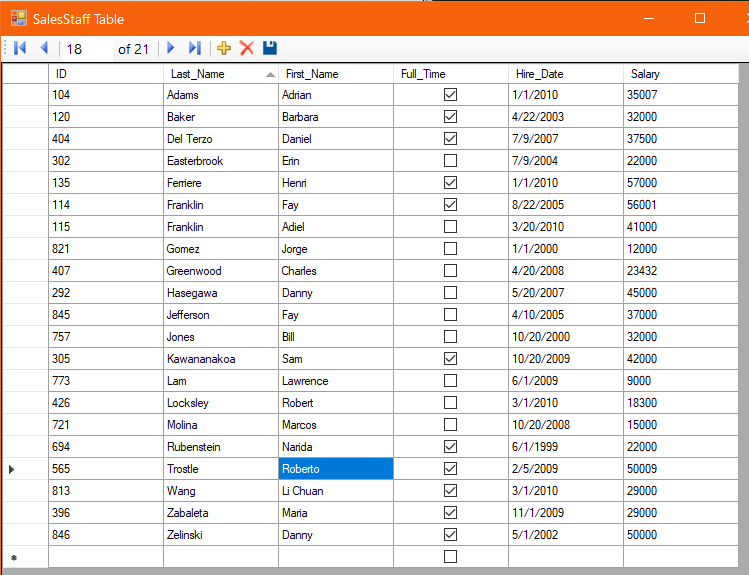 SalesStaff Table
18 of 21
ID Last_Name First_Name Full_Time Hire_Date Salary
104 Adams Adrian 1/1/2010 35007
120 Baker Barbara 4/22/2003 32000
404 Del Terzo Daniel 7/9/2007 37500
302 Easterbrook Erin 7/9/2004 22000
135 Ferriere Henri 1/1/2010 57000
114 Franklin Fay 8/22/2005 56001
115 Franklin Adiel 3/20/2010 41000
821 Gomez Jorge 1/1/2000 12000
407 Greenwood Charles 4/20/2008 23432
292 Hasegawa Danny 5/20/2007 45000
845 Jefferson Fay 4/10/2005 37000
757 Jones Bill 10/20/2000 32000
305 Kawananakoa Sam 10/20/2009 42000
773 Lam Lawrence 6/1/2009 9000
426 Locksley Robert 3/1/2010 18300
721 Molina Marcos 10/20/2008 15000
694 Rubenstein Narida 6/1/1999 22000
565 Trostle Roberto 2/5/2009 50009
813 Wang Li Chuan 3/1/2010 29000
396 Zabaleta Maria 11/1/2009 29000
846 Zelinski Danny 5/1/2002 50000